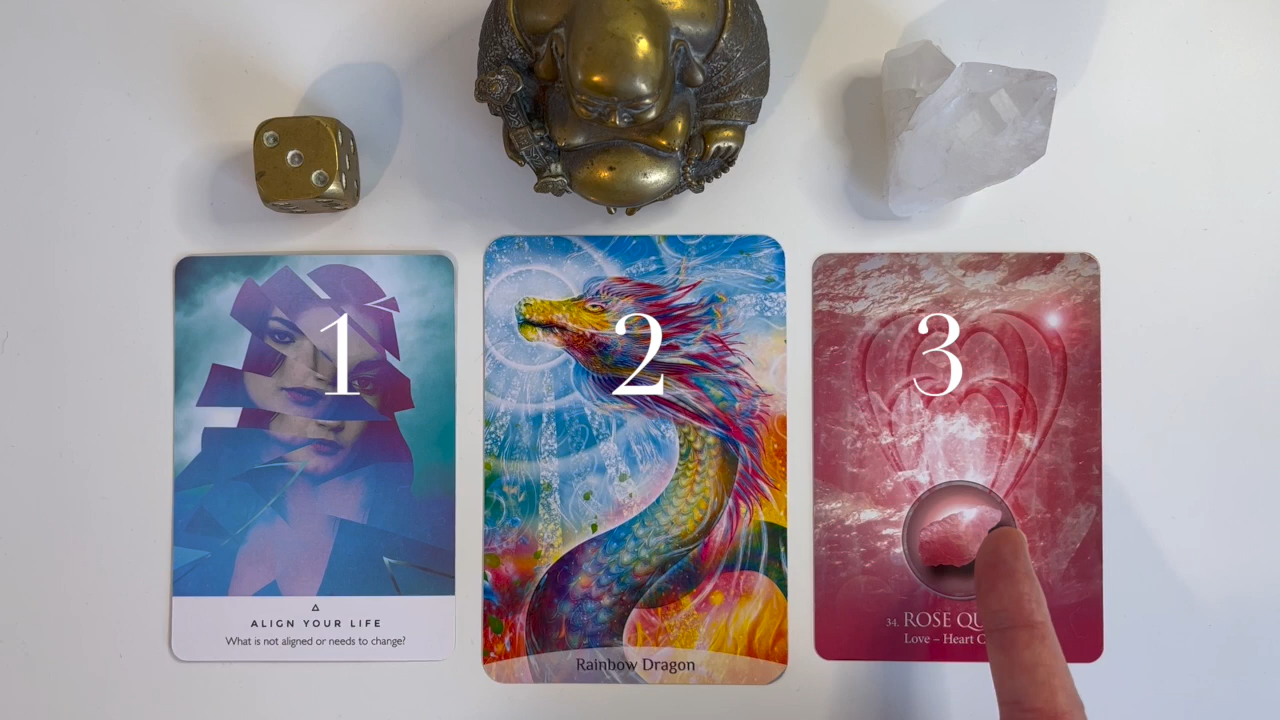 1
ALIGN YOUR LIFE
What is not aligned or needs to change?
2
Rainbow Dragon
3
34. ROSE QU
Love – Heart C